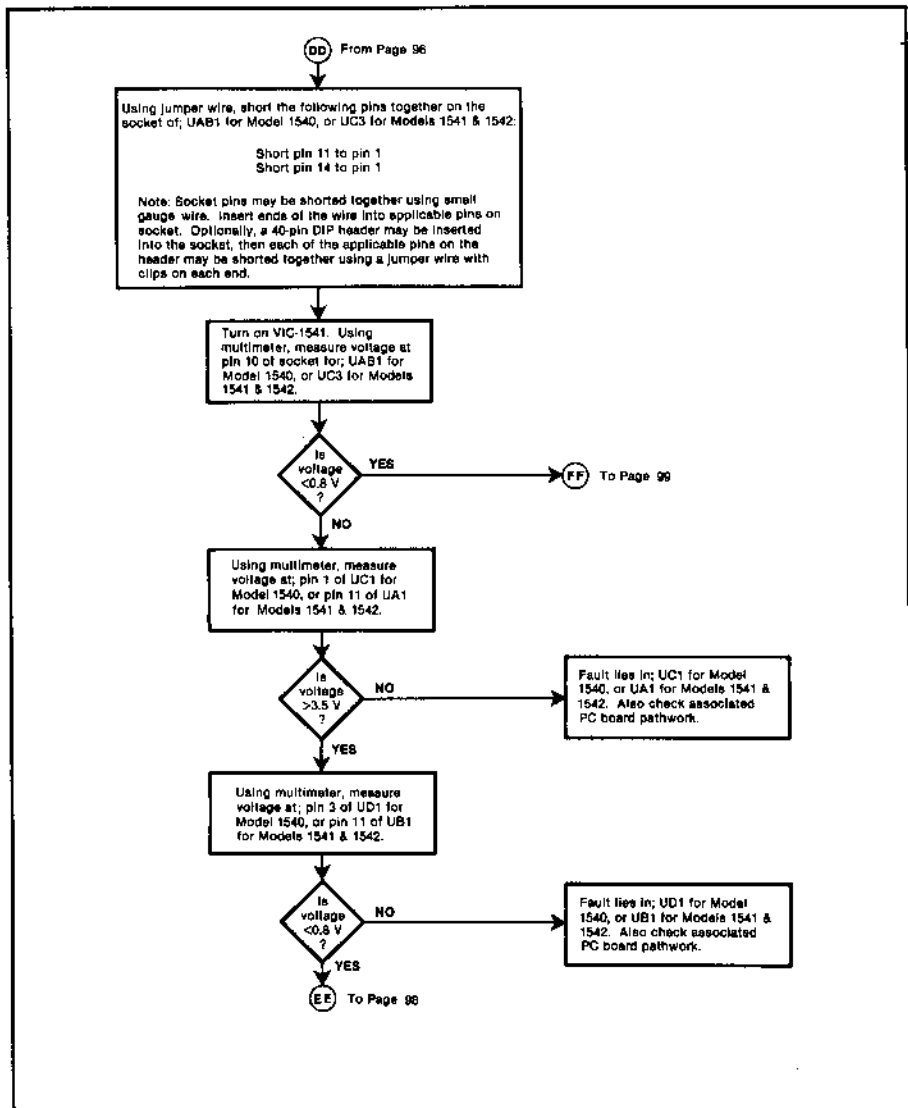 DD From Page 96
Using jumper wire, short the following pins together on the
socket of; UAB1 for Model 1540, or UC3 for Models 1541 & 1542:
Short pin 11 to pin 1
Short pin 14 to pin 1
Note: Socket pins may be shorted together using small
gauge wire. Insert ends of the wire into applicable pins on
socket. Optionally, a 40-pin DIP header may be inserted
into the socket, then each of the applicable pins on the
header may be shorted together using a jumper wire with
clips on each end.
Turn on VIC-1541. Using
multimeter, measure voltage at
pin 10 of socket for; UAB1 for
Model 1540, or UC3 for Models
1541 & 1542.
Is
voltage
<0.8 V
?
YES
FF To Page 99
NO
Using multimeter, measure
voltage at; pin 1 of UC1 for
Model 1540, or pin 11 of UA1
for Models 1541 & 1542.
Is
voltage
>3.5 V
?
NO
Fault lies in; UC1 for Model
1540, or UA1 for Models 1541 &
1542. Also check associated
PC board pathwork.
YES
Using multimeter, measure
voltage at; pin 3 of UD1 for
Model 1540, or pin 11 of UB1
for Models 1541 & 1542.
Is
voltage
<0.8 V
?
NO
Fault lies in; UD1 for Model
1540, or UB1 for Models 1541 &
1542. Also check associated
PC board pathwork.
YES
EE To Page 98